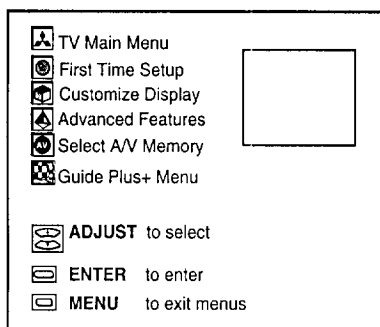 TV Main Menu
First Time Setup
Customize Display
Advanced Features
Select A/V Memory
Guide Plus+ Menu
ADJUST to select
ENTER to enter
MENU to exit menus